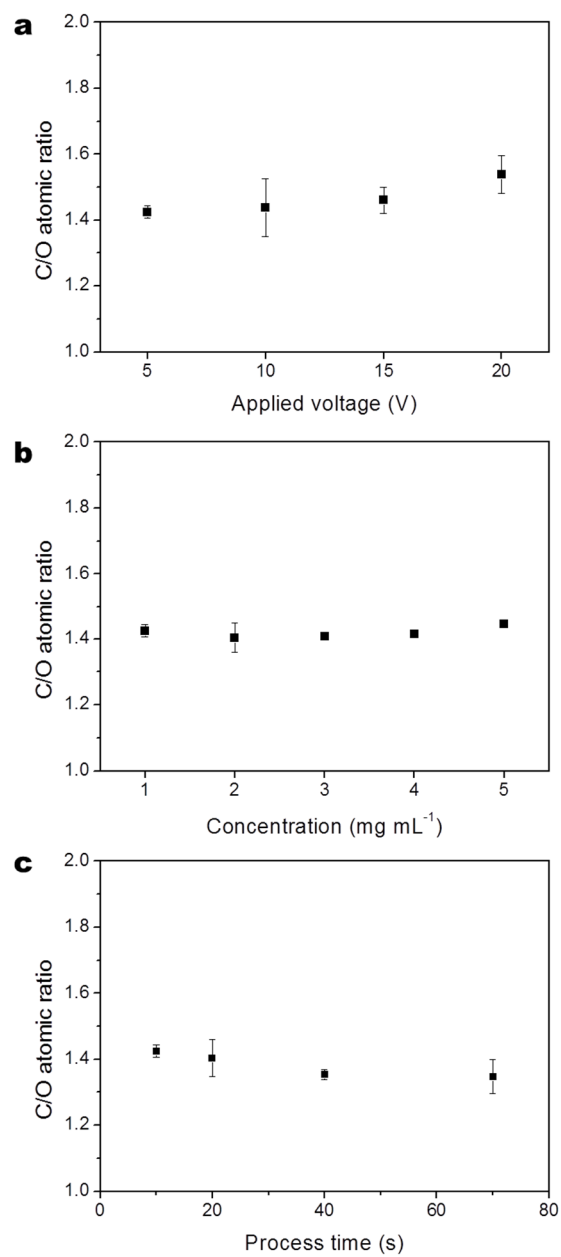 a
2.0
1.8
1.6
1.4
1.2
1.0
C/O atomic ratio
5 10 15 20
Applied voltage (V)
b
2.0
1.8
1.6
1.4
1.2
1.0
C/O atomic ratio
1 2 3 4 5
Concentration (mg mL⁻¹)
c
2.0
1.8
1.6
1.4
1.2
1.0
C/O atomic ratio
0 20 40 60 80
Process time (s)